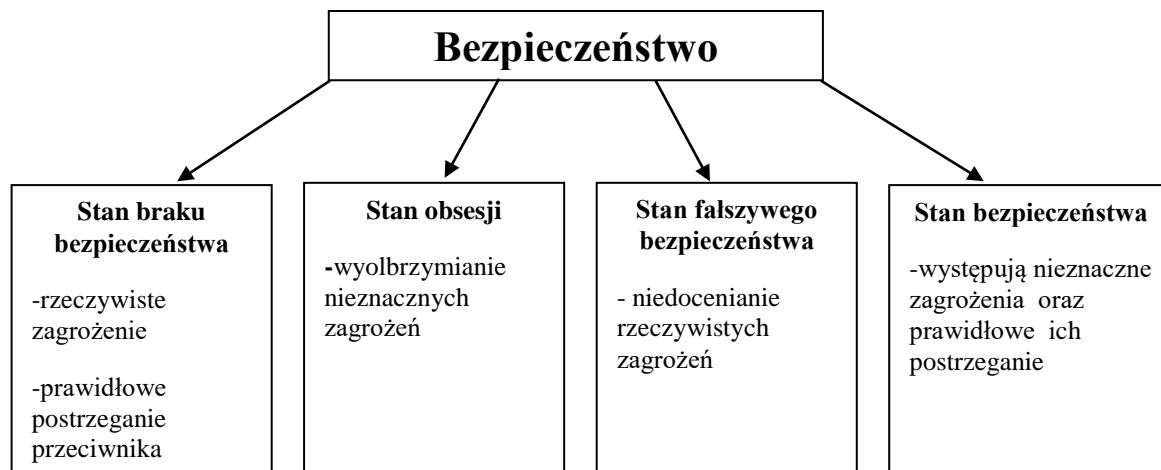 Bezpieczeństwo
Stan braku
bezpieczeństwa
-rzeczywiste
zagrożenie
-prawidłowe
postrzeganie
przeciwnika
Stan obsesji
-wyolbrzymianie
nieznacznych
zagrożeń
Stan fałszywego
bezpieczeństwa
- niedocenianie
rzeczywistych
zagrożeń
Stan bezpieczeństwa
-występują nieznaczne
zagrożenia oraz
prawidłowe ich
postrzeganie